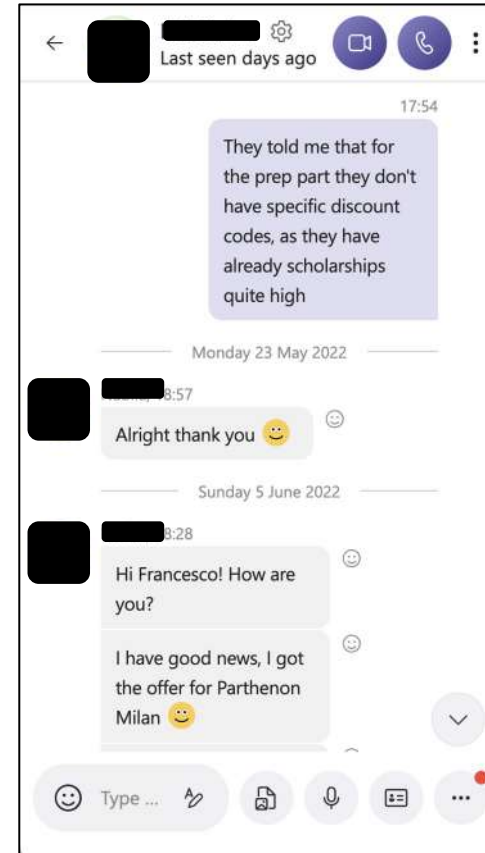 Last seen days ago
17:54
They told me that for
the prep part they don't
have specific discount
codes, as they have
already scholarships
quite high
Monday 23 May 2022
8:57
Alright thank you
Sunday 5 June 2022
8:28
Hi Francesco! How are
you?
I have good news, I got
the offer for Parthenon
Milan
Type ...